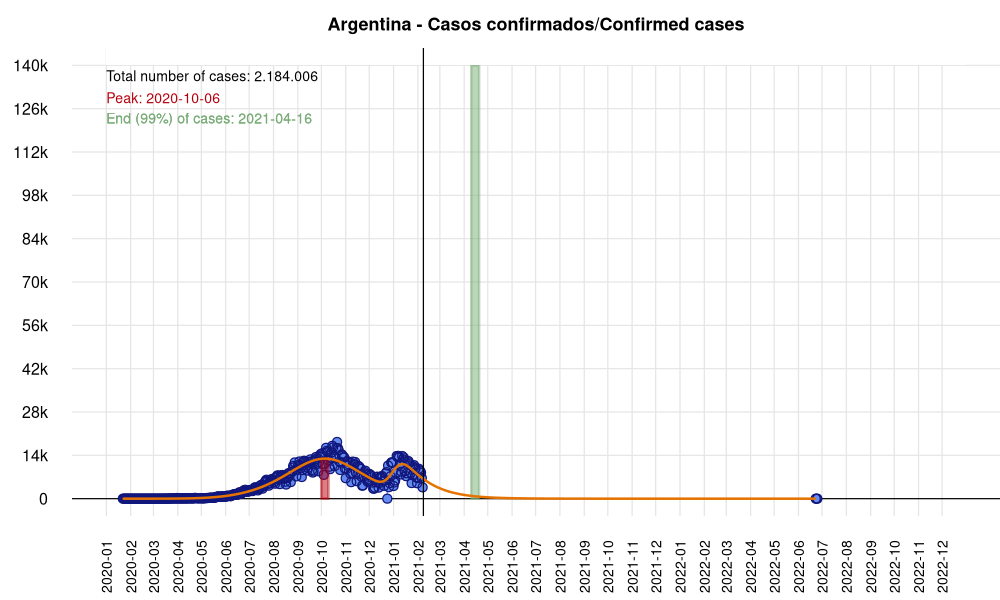 Argentina - Casos confirmados/Confirmed cases
Total number of cases: 2.184.006
Peak: 2020-10-06
End (99%) of cases: 2021-04-16
140k
126k
112k
98k
84k
70k
56k
42k
28k
14k
0
2020-01
2020-02
2020-03
2020-04
2020-05
2020-06
2020-07
2020-08
2020-09
2020-10
2020-11
2020-12
2021-01
2021-02
2021-03
2021-04
2021-05
2021-06
2021-07
2021-08
2021-09
2021-10
2021-11
2021-12
2022-01
2022-02
2022-03
2022-04
2022-05
2022-06
2022-07
2022-08
2022-09
2022-10
2022-11
2022-12